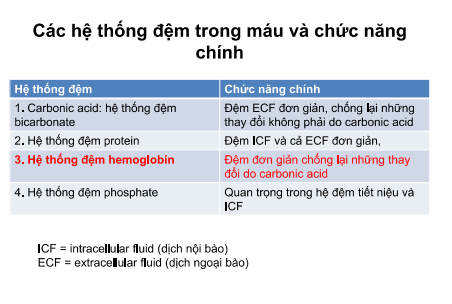 Các hệ thống đệm trong máu và chức năng
chính
Hệ thống đệm
Chức năng chính
1. Carbonic acid: hệ thống đệm
bicarbonate
Đệm ECF đơn giản, chống lại những
thay đổi không phải do carbonic acid
2. Hệ thống đệm protein
Đệm ICF và cả ECF đơn giản,
3. Hệ thống đệm hemoglobin
Đệm đơn giản chống lại những thay
đổi do carbonic acid
4. Hệ thống đệm phosphate
Quan trọng trong hệ đệm tiết niệu và
ICF
ICF = intracellular fluid (dịch nội bào)
ECF = extracellular fluid (dịch ngoại bào)